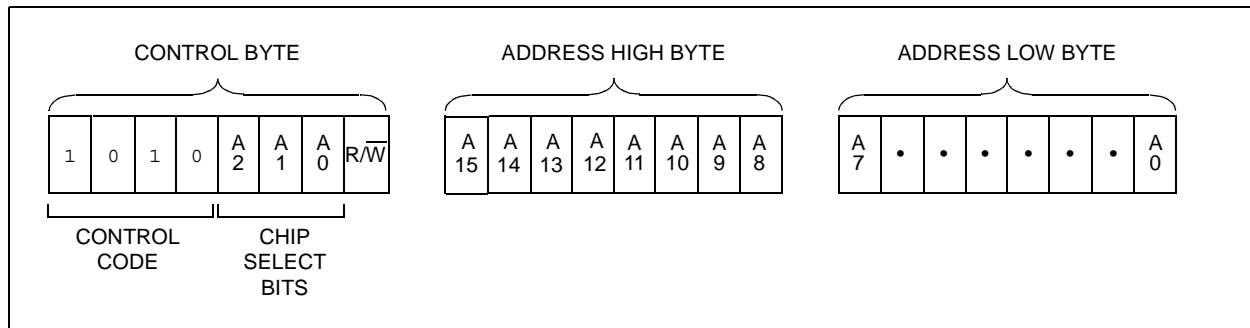 CONTROL BYTE
ADDRESS HIGH BYTE
ADDRESS LOW BYTE
1 0 1 0 A2 A1 A0 R/W̅
A15 A14 A13 A12 A11 A10 A9 A8
A7 • • • • • • A0
CONTROL CODE
CHIP SELECT BITS